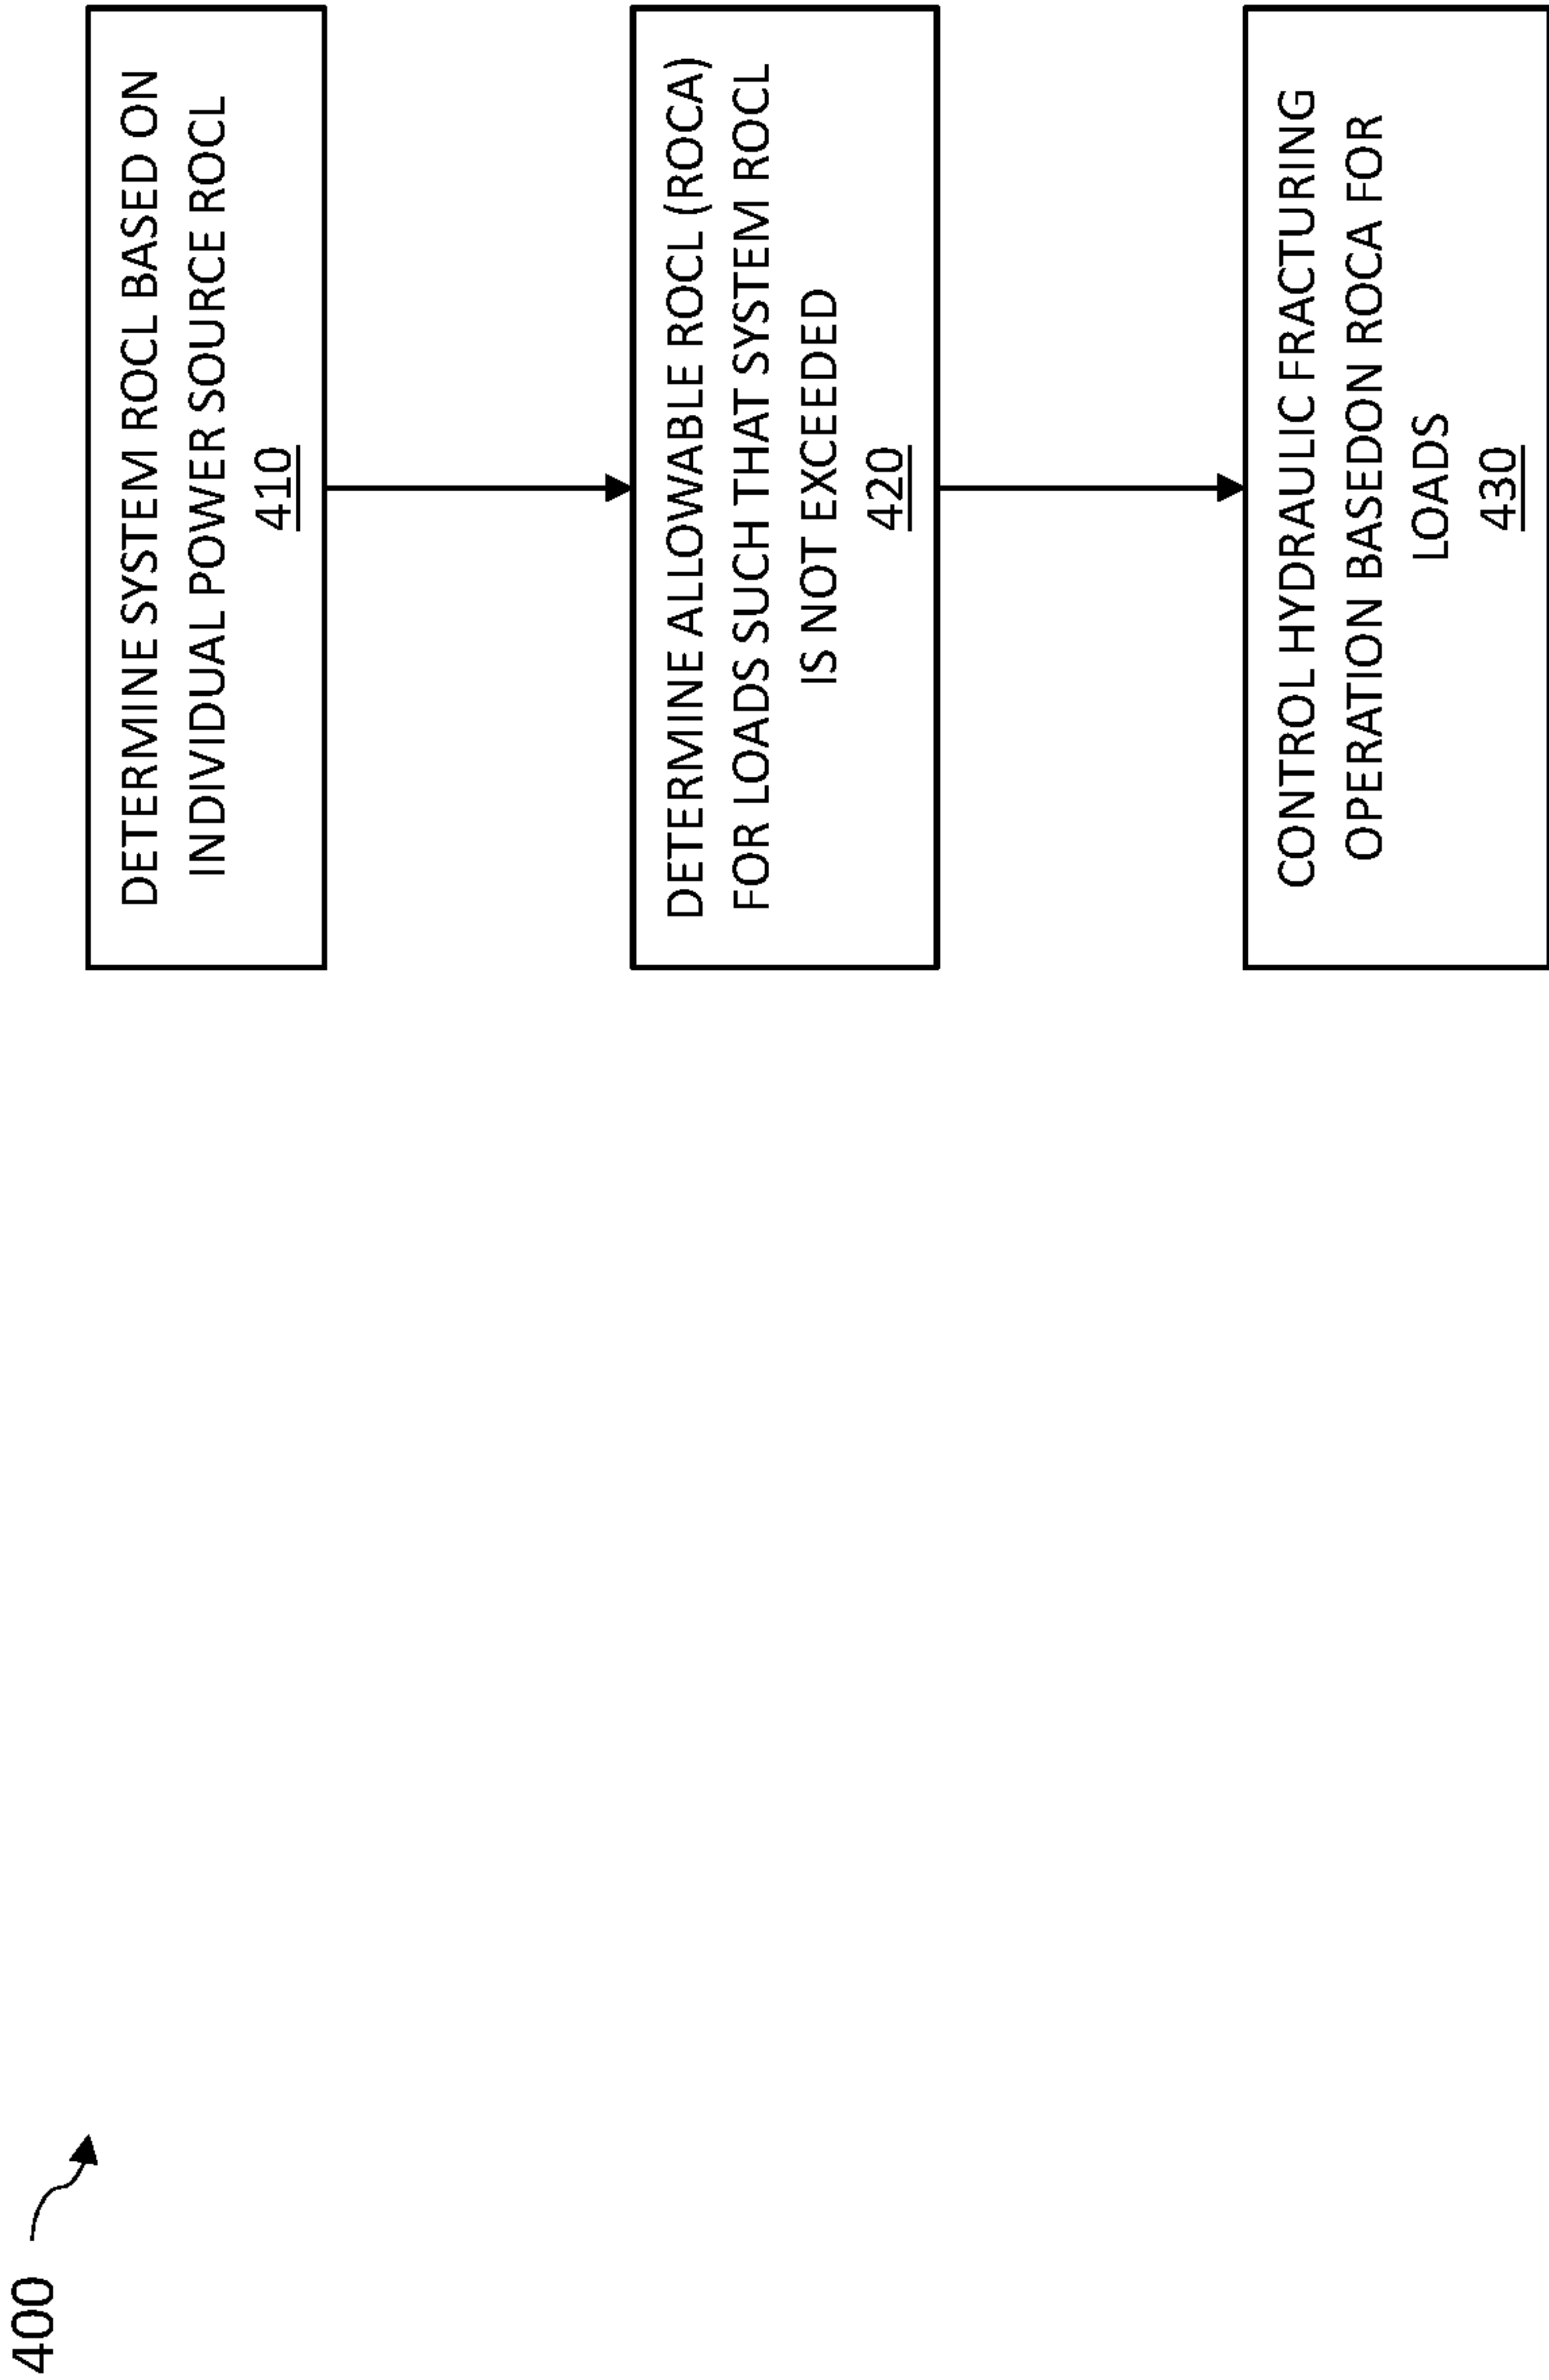 400
DETERMINE SYSTEM ROCL BASED ON
INDIVIDUAL POWER SOURCE ROCL
410
DETERMINE ALLOWABLE ROCL (ROCA)
FOR LOADS SUCH THAT SYSTEM ROCL
IS NOT EXCEEDED
420
CONTROL HYDRAULIC FRACTURING
OPERATION BASEDON ROCA FOR
LOADS
430